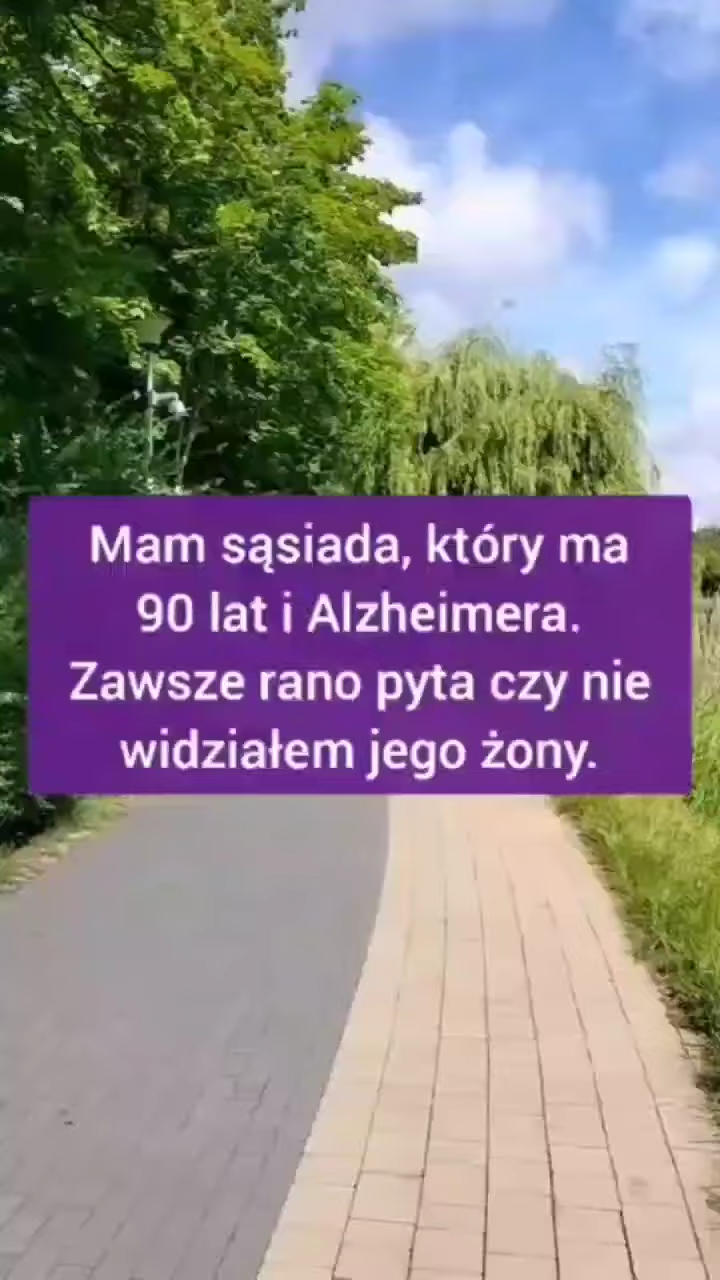 Mam sąsiada, który ma
90 lat i Alzheimera.
Zawsze rano pyta czy nie
widziałem jego żony.